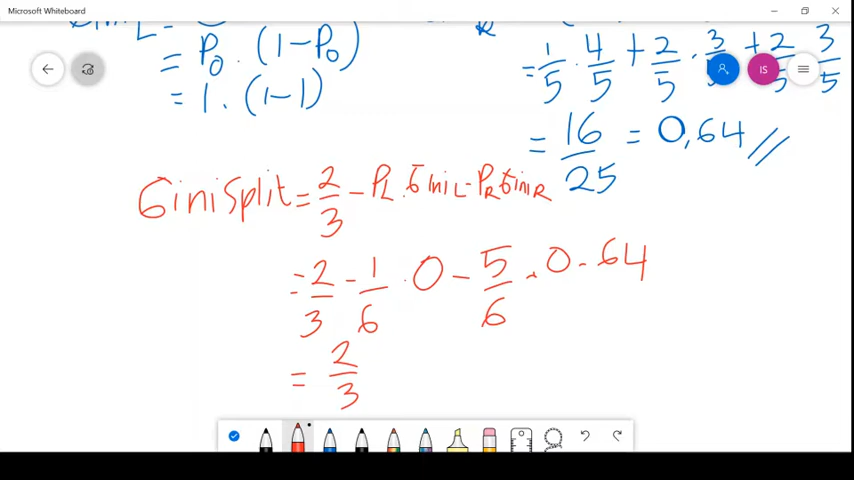 Microsoft Whiteboard
= P0 . (1-P0)
= 1 . (1-1)
= 1/5 . 4/5 + 2/5 . 3/ + 2/5 3/5
IS
= 16/25 = 0,64 //
GiniSplit = 2/3 - PL . GiniL - PR GiniR
= 2/3 - 1/6 . 0 - 5/6 . 0.64
= 2/3